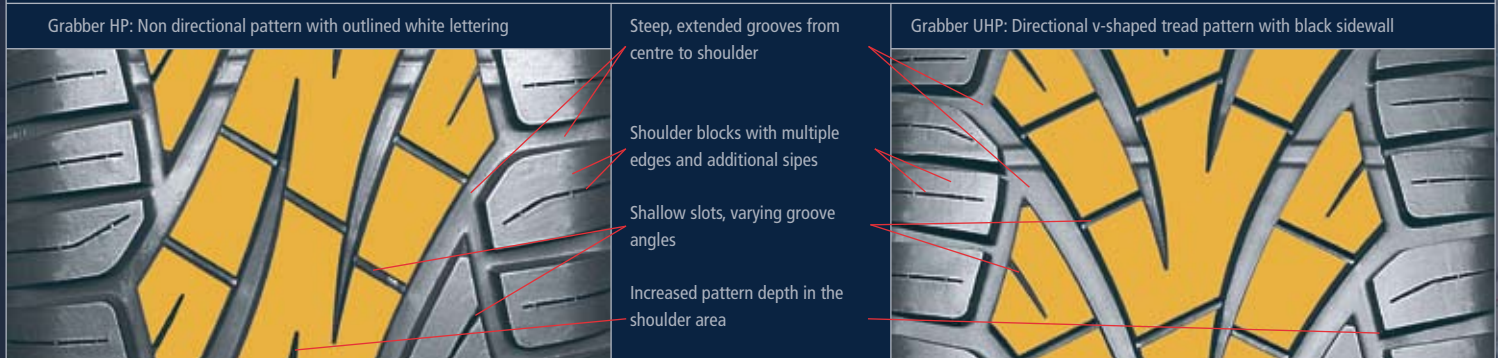 Grabber HP: Non directional pattern with outlined white lettering
Steep, extended grooves from
centre to shoulder
Shoulder blocks with multiple
edges and additional sipes
Shallow slots, varying groove
angles
Increased pattern depth in the
shoulder area
Grabber UHP: Directional v-shaped tread pattern with black sidewall